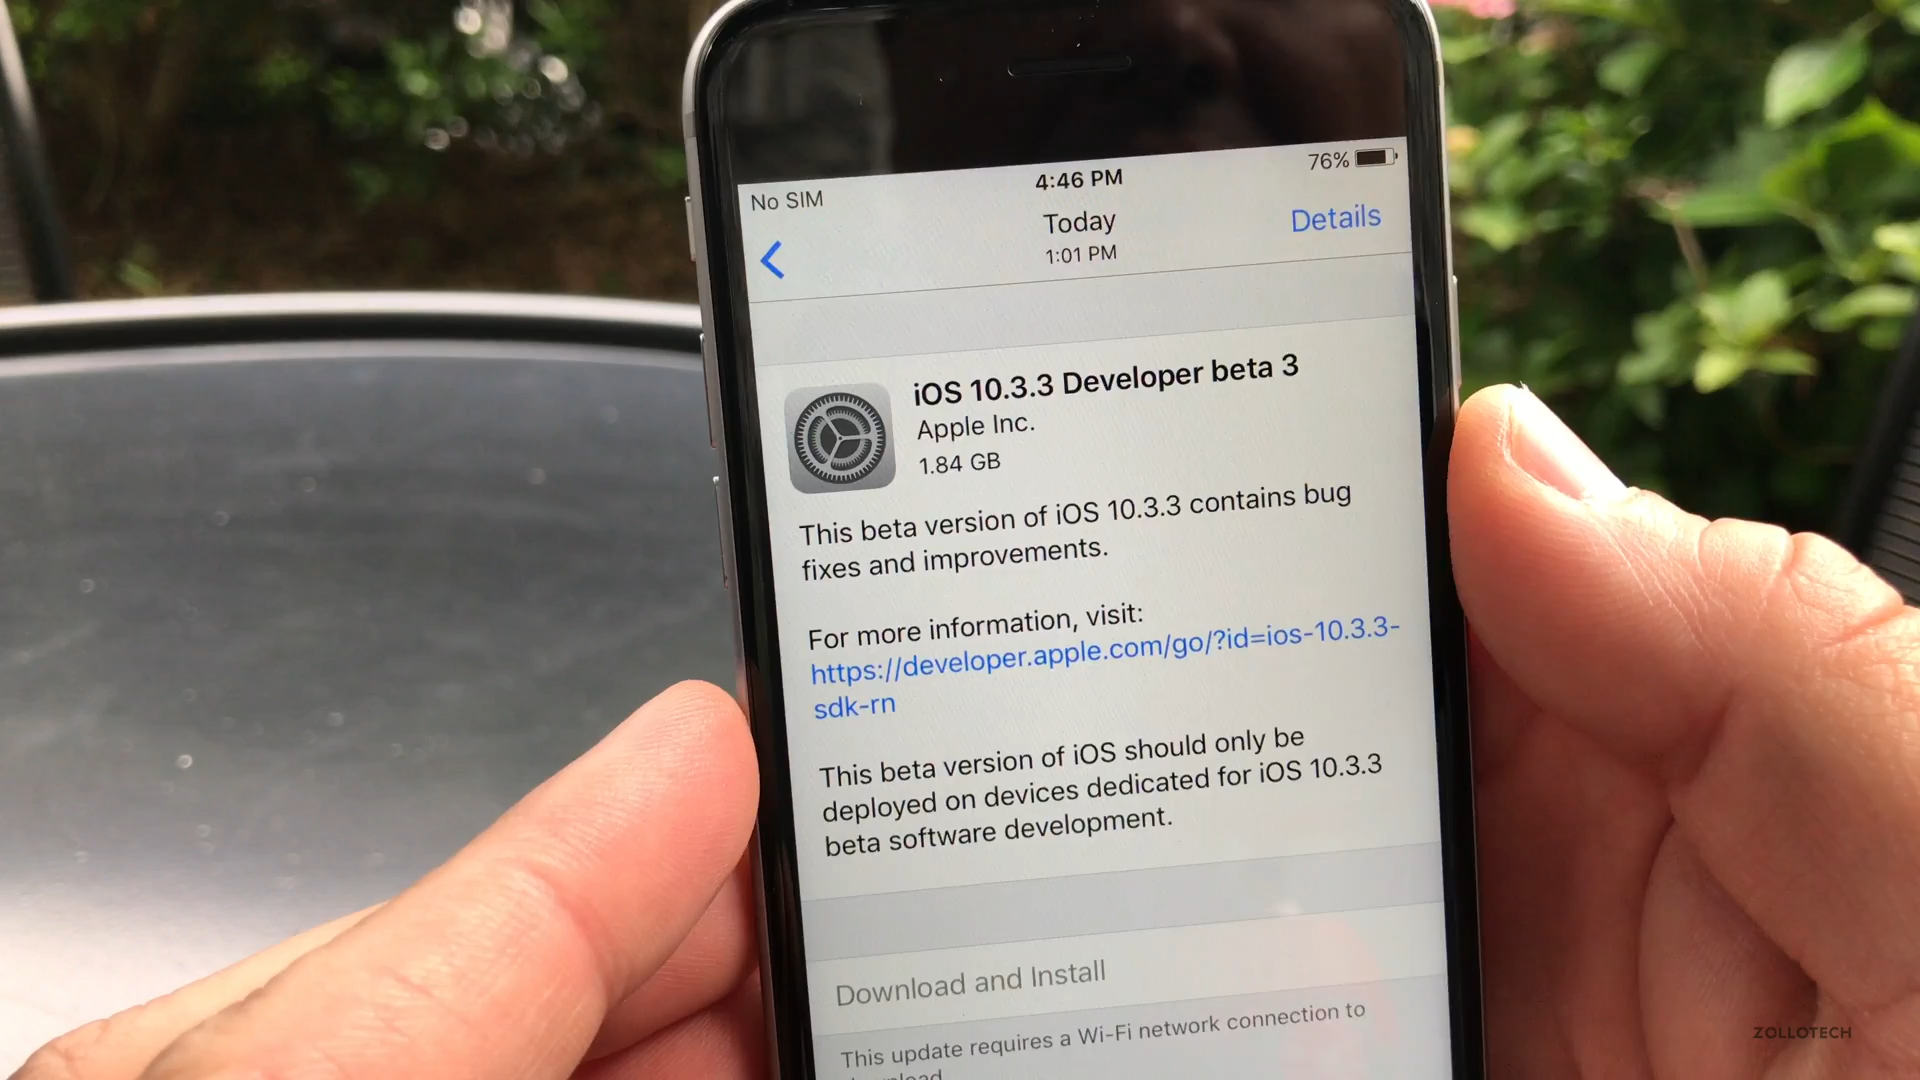 No SIM
4:46 PM
76%
Today
1:01 PM
Details
iOS 10.3.3 Developer beta 3
Apple Inc.
1.84 GB
This beta version of iOS 10.3.3 contains bug
fixes and improvements.
For more information, visit:
https://developer.apple.com/go/?id=ios-10.3.3-
sdk-rn
This beta version of iOS should only be
deployed on devices dedicated for iOS 10.3.3
beta software development.
Download and Install
This update requires a Wi-Fi network connection to
ZOLLOTECH